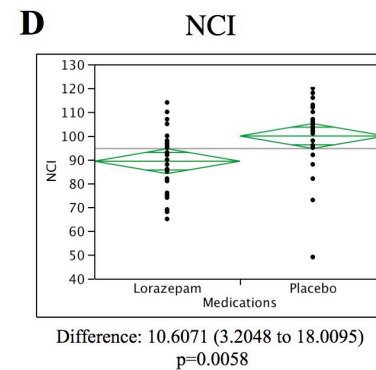 D
NCI
130
120
110
100
90
80
70
60
50
40
NCI
Lorazepam Placebo
Medications
Difference: 10.6071 (3.2048 to 18.0095)
p=0.0058